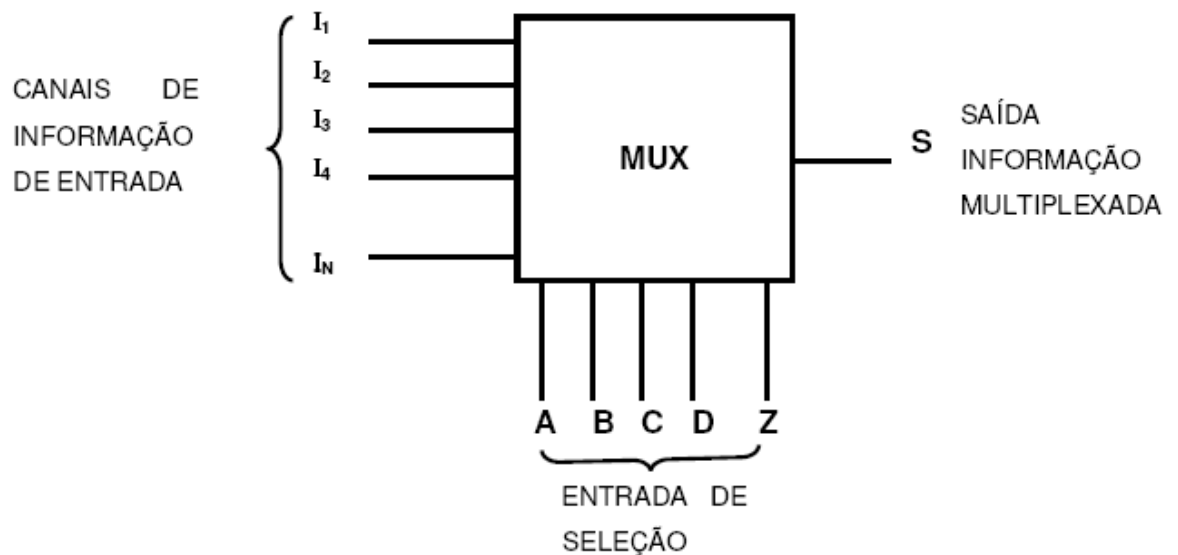 CANAIS DE
INFORMAÇÃO
DE ENTRADA
I1
I2
I3
I4
IN
MUX
S
SAÍDA
INFORMAÇÃO
MULTIPLEXADA
A B C D Z
ENTRADA DE
SELEÇÃO